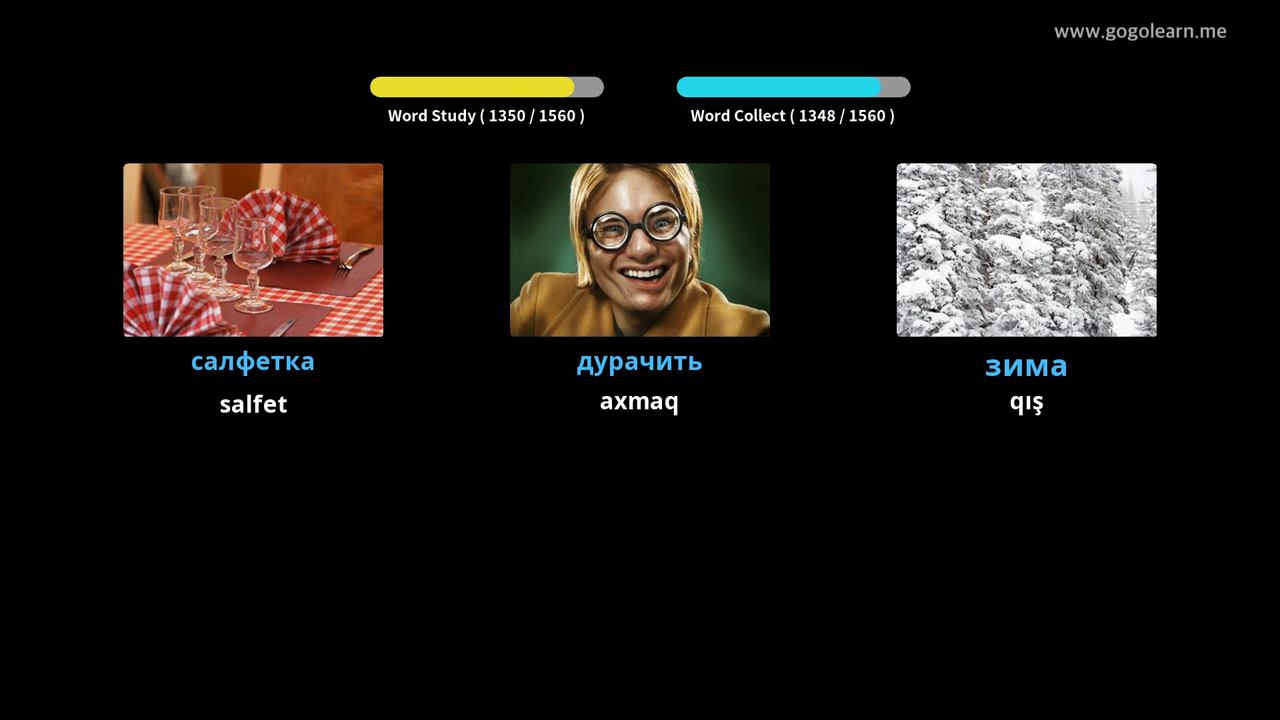 www.gogolearn.me
Word Study ( 1350 / 1560 )
Word Collect ( 1348 / 1560 )
салфетка
salfet
дурачить
axmaq
зима
qış